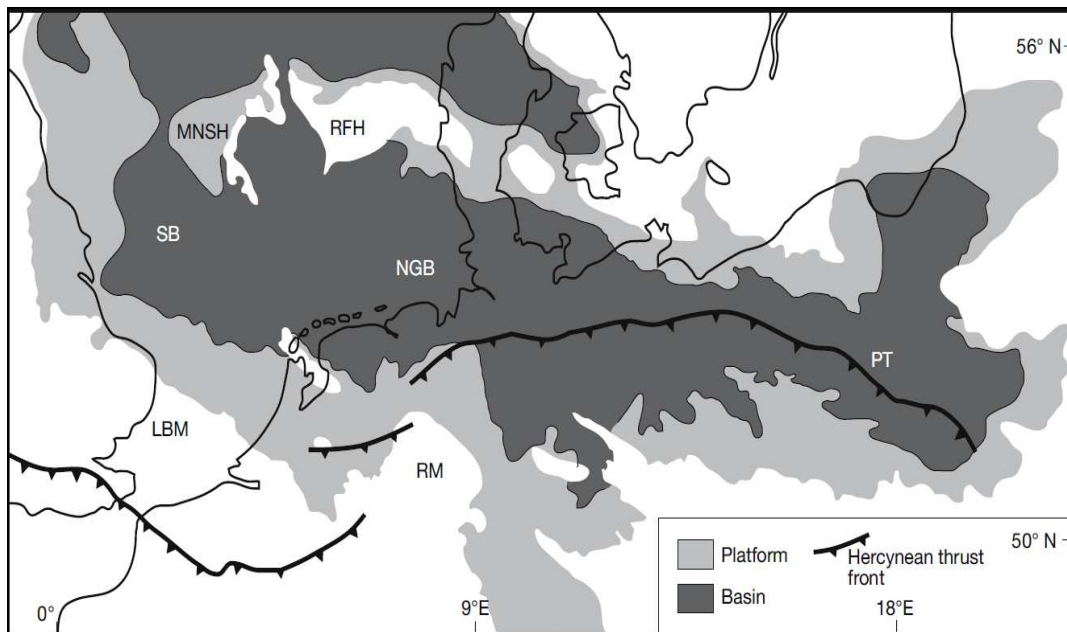 56° N
MNSH
RFH
SB
NGB
PT
LBM
RM
Platform
Hercynean thrust
front
50° N
Basin
0°
9°E
18°E